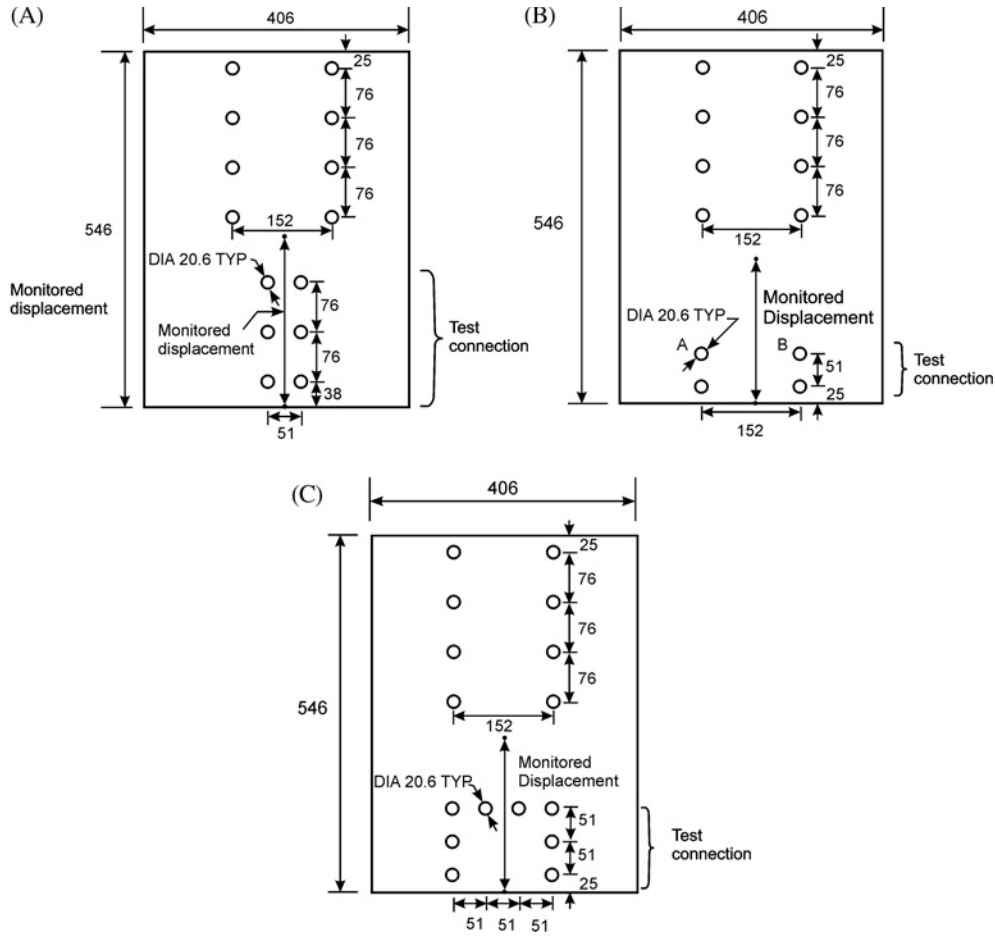 (A)
406
25
76
76
76
546
152
DIA 20.6 TYP
Monitored
displacement
Monitored
displacement
76
76
38
51
Test
connection
(B)
406
25
76
76
76
546
152
Monitored
Displacement
DIA 20.6 TYP
A
B
51
25
Test
connection
152
(C)
406
25
76
76
76
546
152
Monitored
Displacement
DIA 20.6 TYP
51
51
25
Test
connection
51
51
51